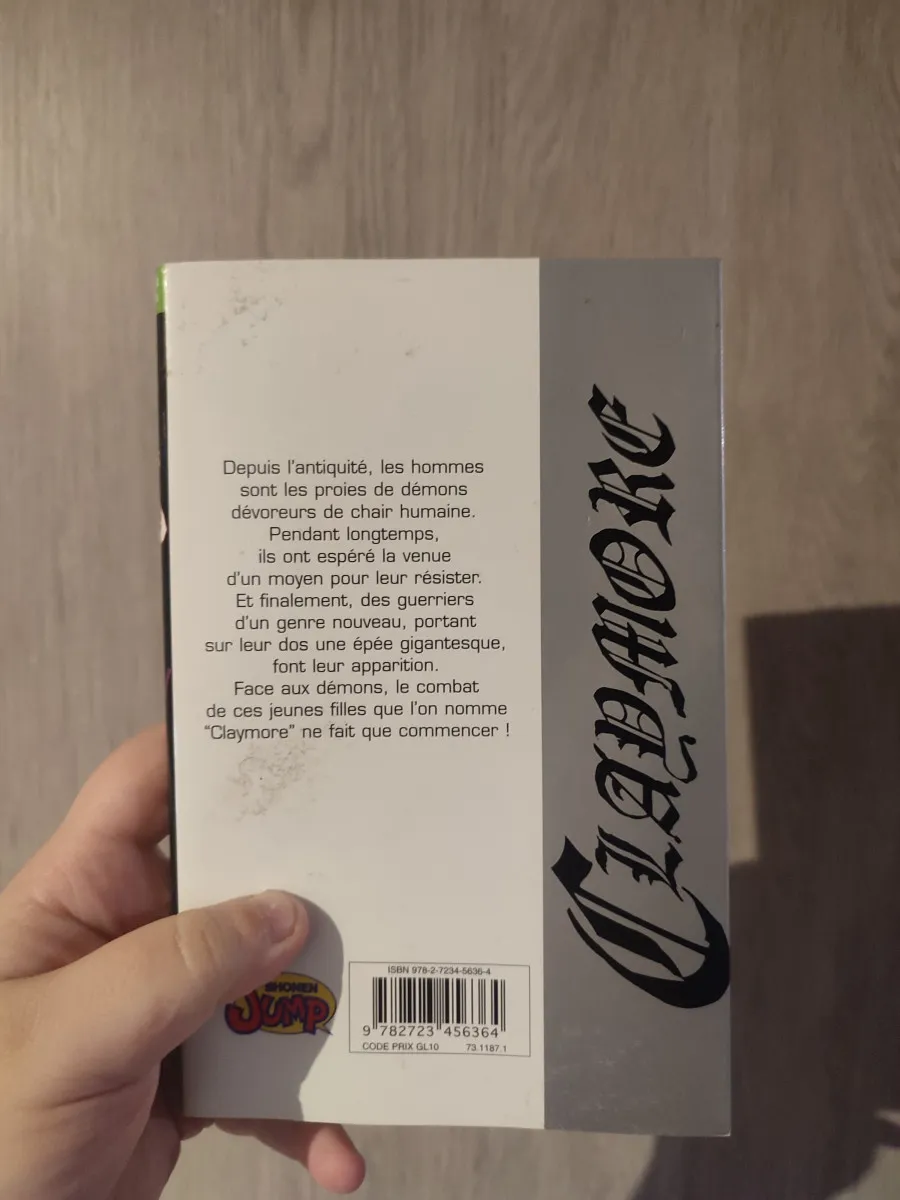 Depuis l'antiquité, les hommes
sont les proies de démons
dévoreurs de chair humaine.
Pendant longtemps,
ils ont espéré la venue
d'un moyen pour leur résister.
Et finalement, des guerriers
d'un genre nouveau, portant
sur leur dos une épée gigantesque,
font leur apparition.
Face aux démons, le combat
de ces jeunes filles que l'on nomme
"Claymore" ne fait que commencer !
CLAYMORE
SHONEN
JUMP
ISBN 978-2-7234-5636-4
9 782723 456364
CODE PRIX GL10 73.1187.1